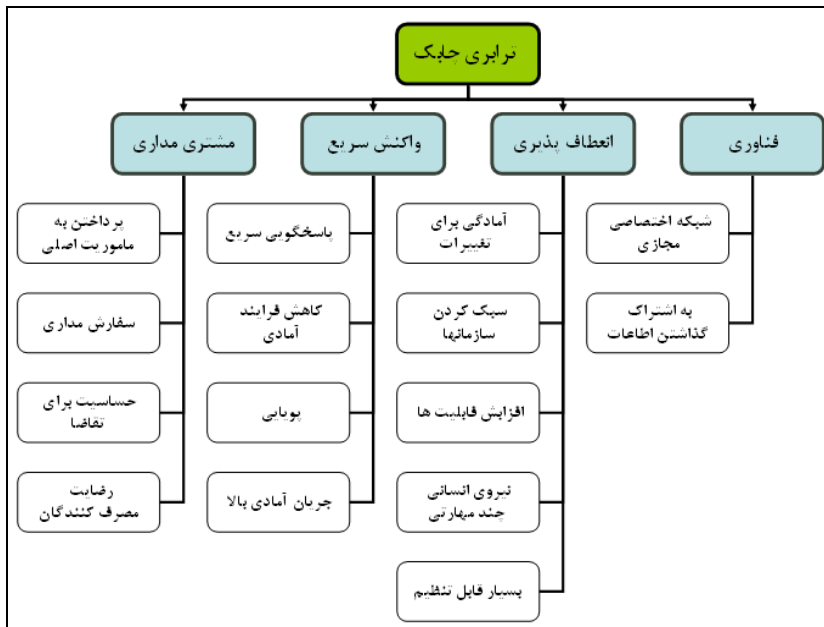 ترابری چابک
فناوری
شبکه اختصاصی
مجازی
به اشتراک
گذاشتن اطاعات
انعطاف پذیری
آمادگی برای
تغییرات
سبک کردن
سازمانها
افزایش قابلیت ها
نیروی انسانی
چند مهارتی
بسیار قابل تنظیم
واکنش سریع
پاسخگویی سریع
کاهش فرایند
آمادی
پویایی
جریان آمادی بالا
مشتری مداری
پرداختن به
ماموریت اصلی
سفارش مداری
حساسیت برای
تقاضا
رضایت
مصرف کنندگان